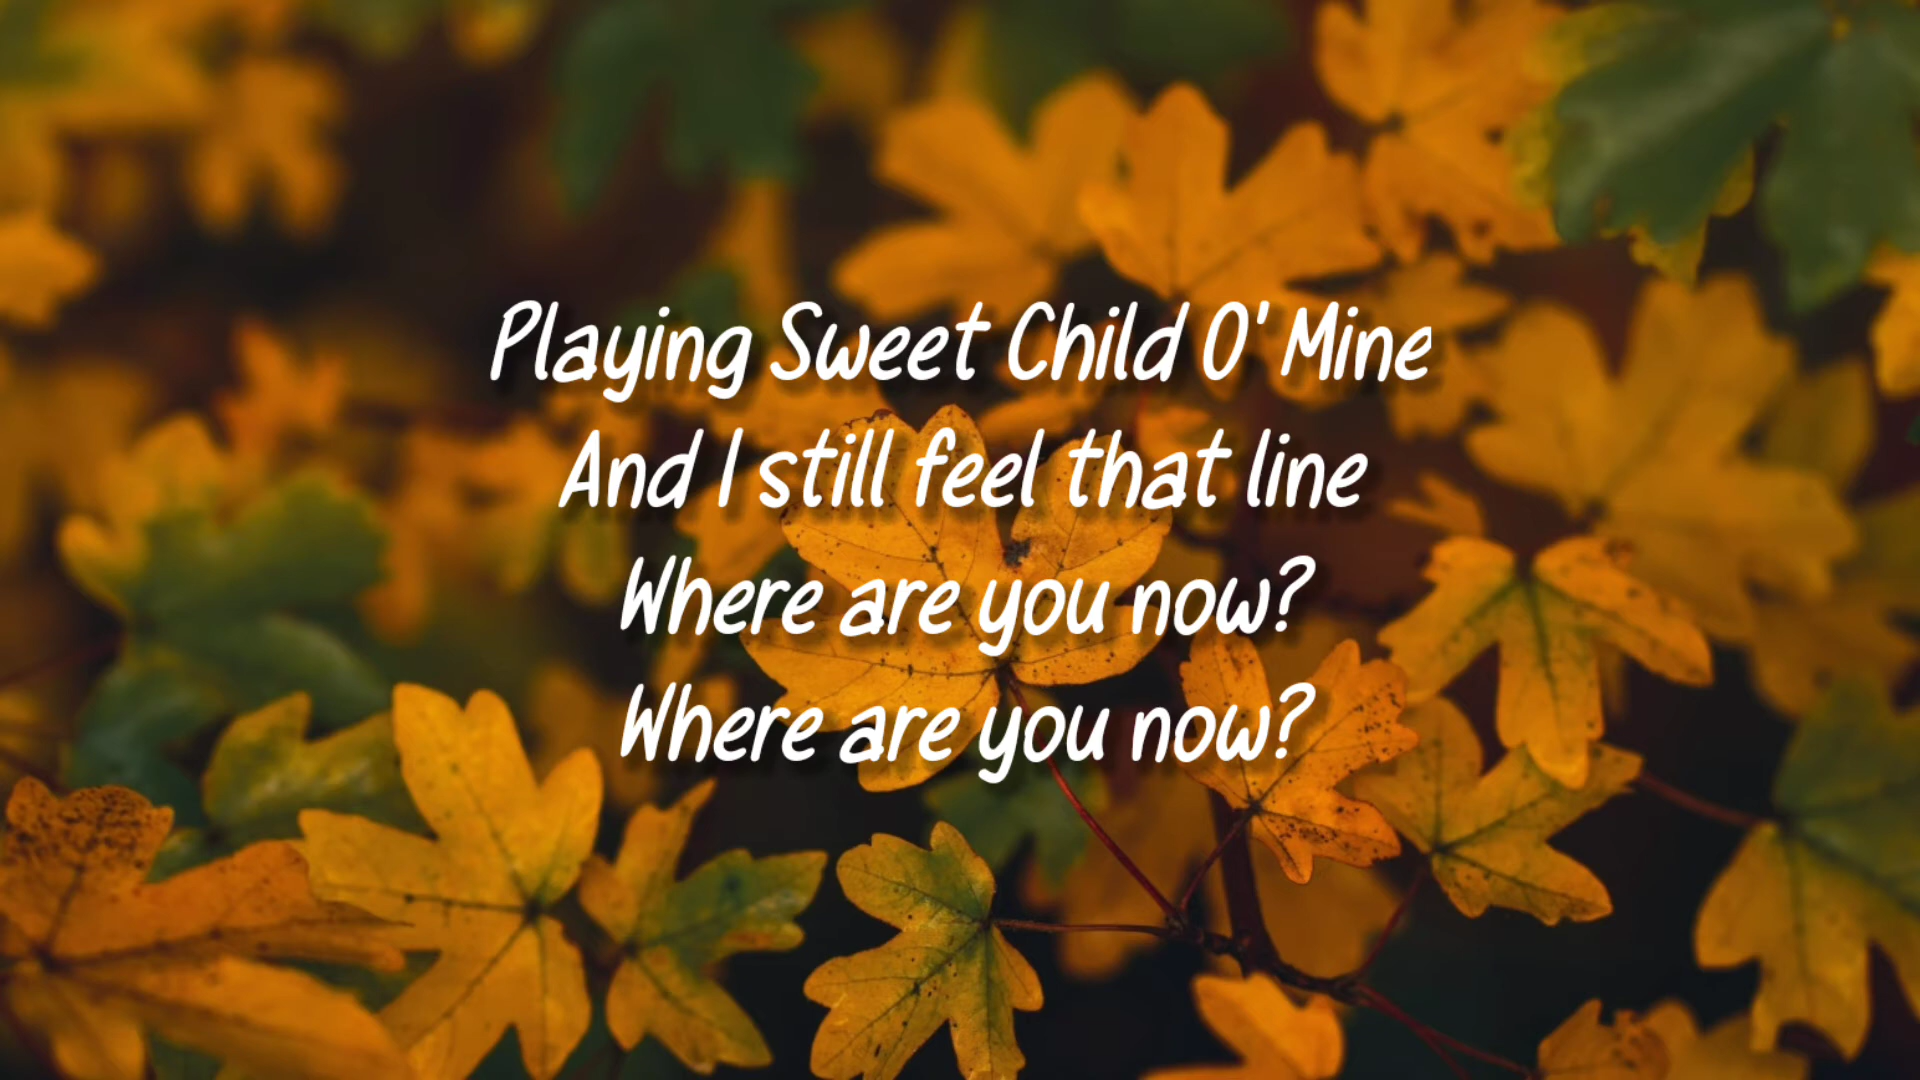 Playing Sweet Child O' Mine
And I still feel that line
Where are you now?
Where are you now?